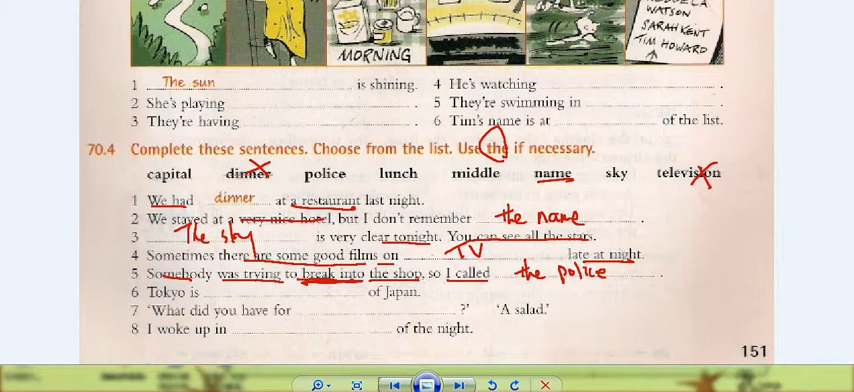 WATSON
SARAH KENT
TIM HOWARD
MORNING
1 The sun is shining.
2 She's playing .
3 They're having .
4 He's watching .
5 They're swimming in .
6 Tim's name is at of the list.
70.4 Complete these sentences. Choose from the list. Use the if necessary.
capital dinner police lunch middle name sky television
1 We had dinner at a restaurant last night.
2 We stayed at a very nice hotel, but I don't remember the name .
3 The sky is very clear tonight. You can see all the stars.
4 Sometimes there are some good films on TV late at night.
5 Somebody was trying to break into the shop, so I called the police .
6 Tokyo is of Japan.
7 'What did you have for ?' 'A salad.'
8 I woke up in of the night.
151